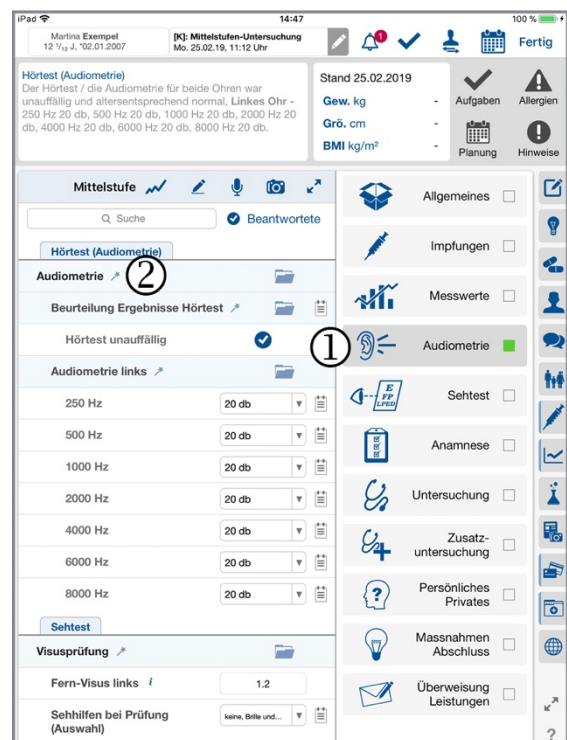 iPad 14:47 100 %
Martina Exempel
12 1/12 J, *02.01.2007
[K]: Mittelstufen-Untersuchung
Mo. 25.02.19, 11:12 Uhr
1
Fertig
Hörtest (Audiometrie)
Der Hörtest / die Audiometrie für beide Ohren war
unauffällig und altersentsprechend normal, Linkes Ohr -
250 Hz 20 db, 500 Hz 20 db, 1000 Hz 20 db, 2000 Hz 20
db, 4000 Hz 20 db, 6000 Hz 20 db, 8000 Hz 20 db.
Stand 25.02.2019
Gew. kg -
Grö. cm -
BMI kg/m² -
Aufgaben
Allergien
Planung
Hinweise
Mittelstufe
Suche
Beantwortete
Hörtest (Audiometrie)
Audiometrie
2
Beurteilung Ergebnisse Hörtest
Hörtest unauffällig
Audiometrie links
250 Hz 20 db
500 Hz 20 db
1000 Hz 20 db
2000 Hz 20 db
4000 Hz 20 db
6000 Hz 20 db
8000 Hz 20 db
Sehtest
Visusprüfung
Fern-Visus links i 1.2
Sehhilfen bei Prüfung
(Auswahl)
keine, Brille und...
Allgemeines
Impfungen
Messwerte
1
Audiometrie
E
FP
LPED
Sehtest
Anamnese
Untersuchung
Zusatz-
untersuchung
?
Persönliches
Privates
Massnahmen
Abschluss
Überweisung
Leistungen
?